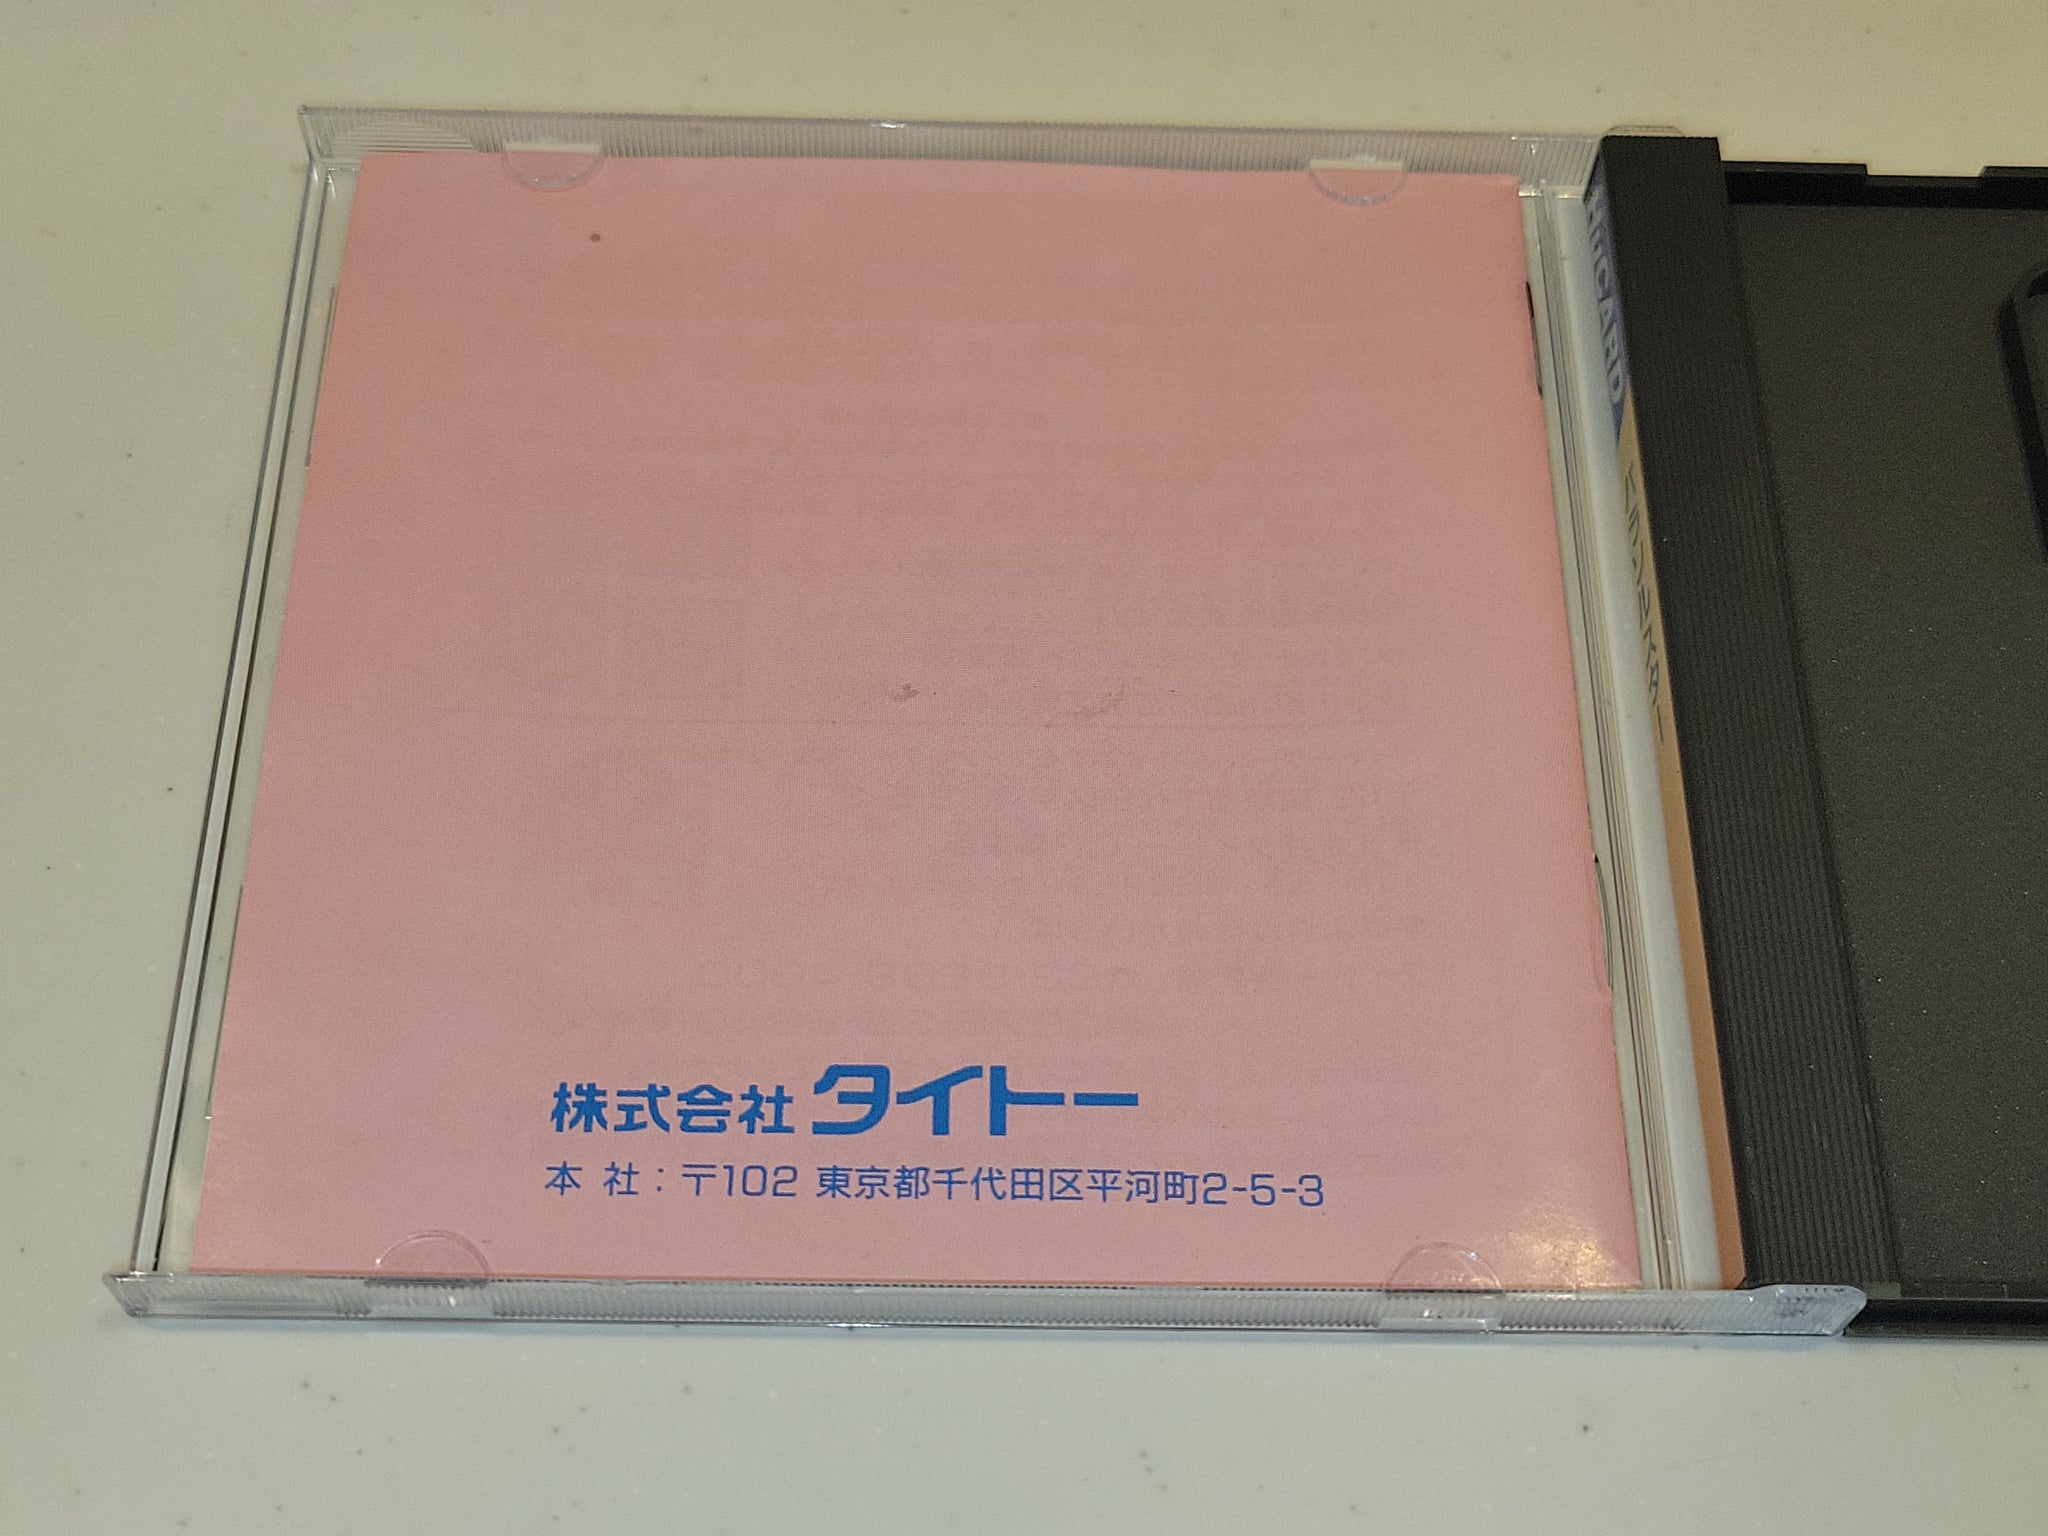 株式会社タイトー
本 社：〒102 東京都千代田区平河町2-5-3
HuCARD